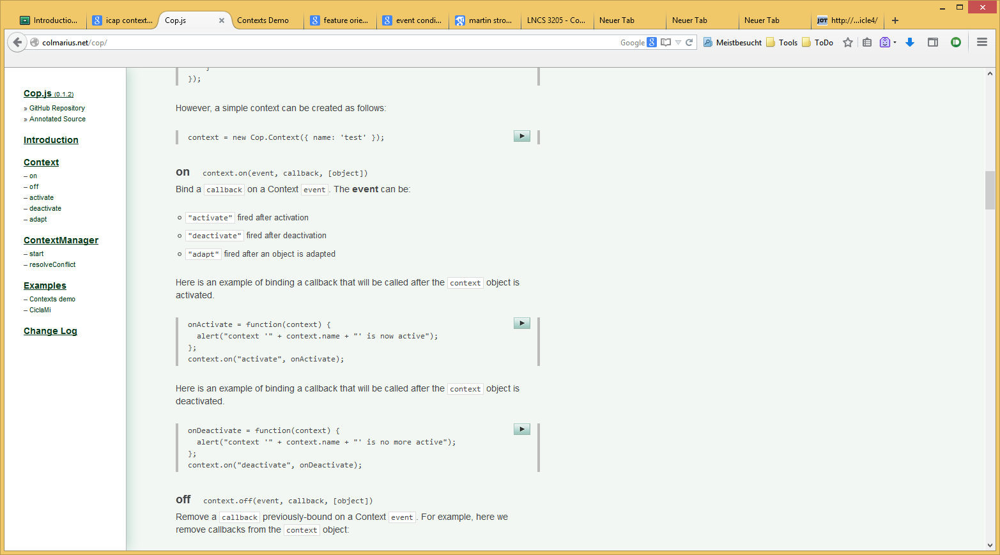 Introductio...
icap context...
Cop.js
Contexts Demo
feature orie...
event condi...
martin stro...
LNCS 3205 - Co...
Neuer Tab
Neuer Tab
Neuer Tab
JOT http://...icle4/
colmarius.net/cop/
Google
Meistbesucht
Tools
ToDo
Cop.js (0.1.2)
» GitHub Repository
» Annotated Source
Introduction
Context
– on
– off
– activate
– deactivate
– adapt
ContextManager
– start
– resolveConflict
Examples
– Contexts demo
– CiclaMi
Change Log
}
});
However, a simple context can be created as follows:
context = new Cop.Context({ name: 'test' });
on context.on(event, callback, [object])
Bind a callback on a Context event. The event can be:
"activate" fired after activation
"deactivate" fired after deactivation
"adapt" fired after an object is adapted
Here is an example of binding a callback that will be called after the context object is
activated.
onActivate = function(context) {
alert("context '" + context.name + "' is now active");
};
context.on("activate", onActivate);
Here is an example of binding a callback that will be called after the context object is
deactivated.
onDeactivate = function(context) {
alert("context '" + context.name + "' is no more active");
};
context.on("deactivate", onDeactivate);
off context.off(event, callback, [object])
Remove a callback previously-bound on a Context event. For example, here we
remove callbacks from the context object: